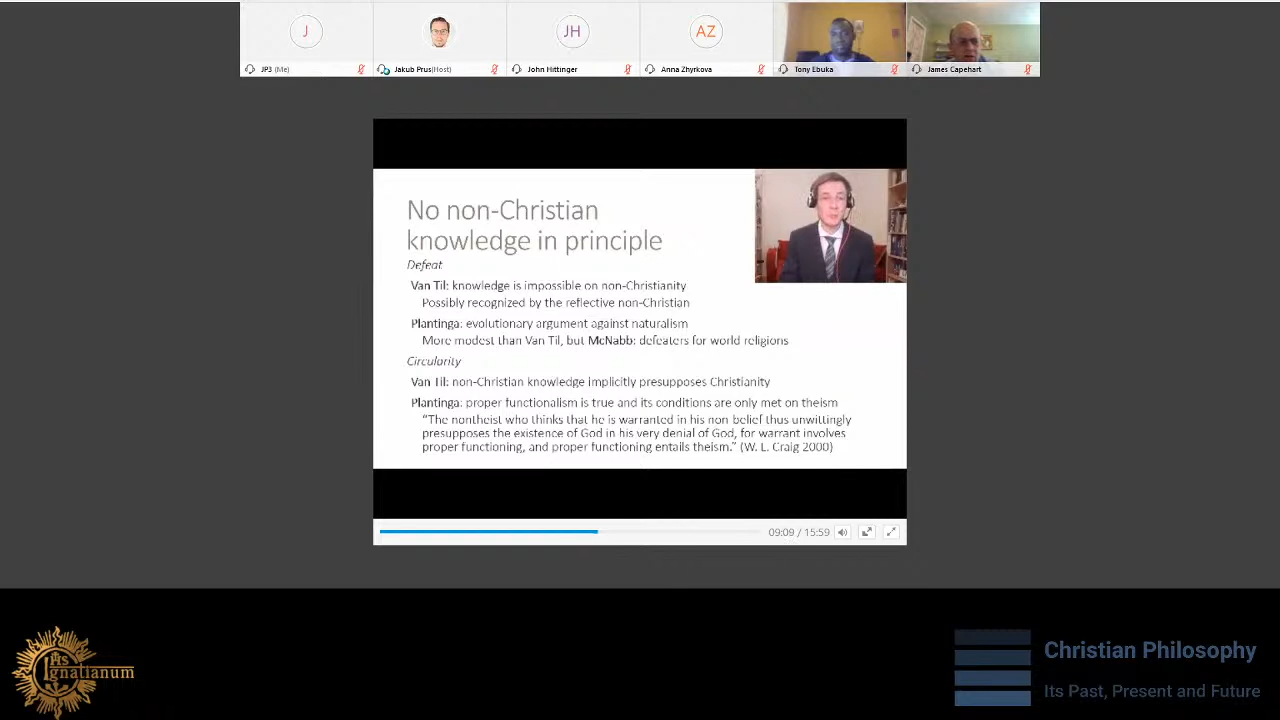 J
JH
AZ
JP3 (Me)
Jakub Prus(Host)
John Hittinger
Anna Zhyrkova
Tony Ebuka
James Capehart
No non-Christian
knowledge in principle
Defeat
Van Til: knowledge is impossible on non-Christianity
Possibly recognized by the reflective non-Christian
Plantinga: evolutionary argument against naturalism
More modest than Van Til, but McNabb: defeaters for world religions
Circularity
Van Til: non-Christian knowledge implicitly presupposes Christianity
Plantinga: proper functionalism is true and its conditions are only met on theism
“The nontheist who thinks that he is warranted in his non belief thus unwittingly
presupposes the existence of God in his very denial of God, for warrant involves
proper functioning, and proper functioning entails theism.” (W. L. Craig 2000)
09:09 / 15:59
IHS
Ignatianum
Christian Philosophy
Its Past, Present and Future